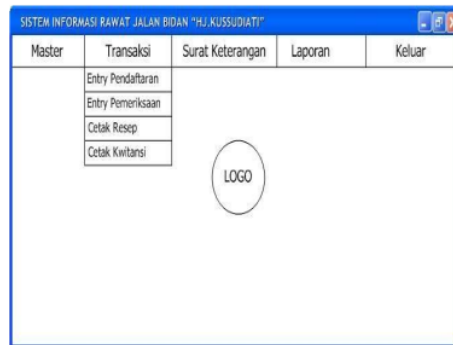 SISTEM INFORMASI RAWAT JALAN BIDAN "HJ.KUSSUDIATI"
Master Transaksi Surat Keterangan Laporan Keluar
Entry Pendaftaran
Entry Pemeriksaan
Cetak Resep
Cetak Kwitansi
LOGO